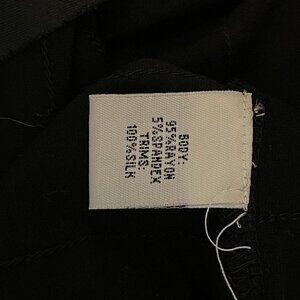 BODY:
95%RAYON
5%SPANDEX
TRIMS:
100%SILK